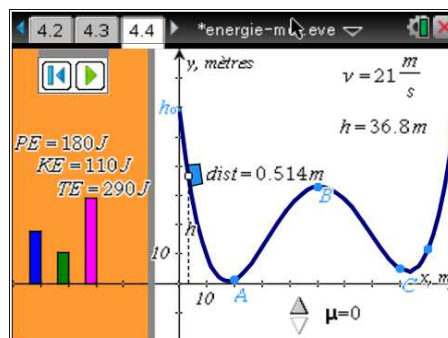 4.2 4.3 4.4 *energie-m eve
y, mètres
v = 21 m/s
h = 36.8 m
h₀
PE = 180 J
KE = 110 J
TE = 290 J
dist = 0.514 m
B
h
10
10
A
C
x, m
μ=0